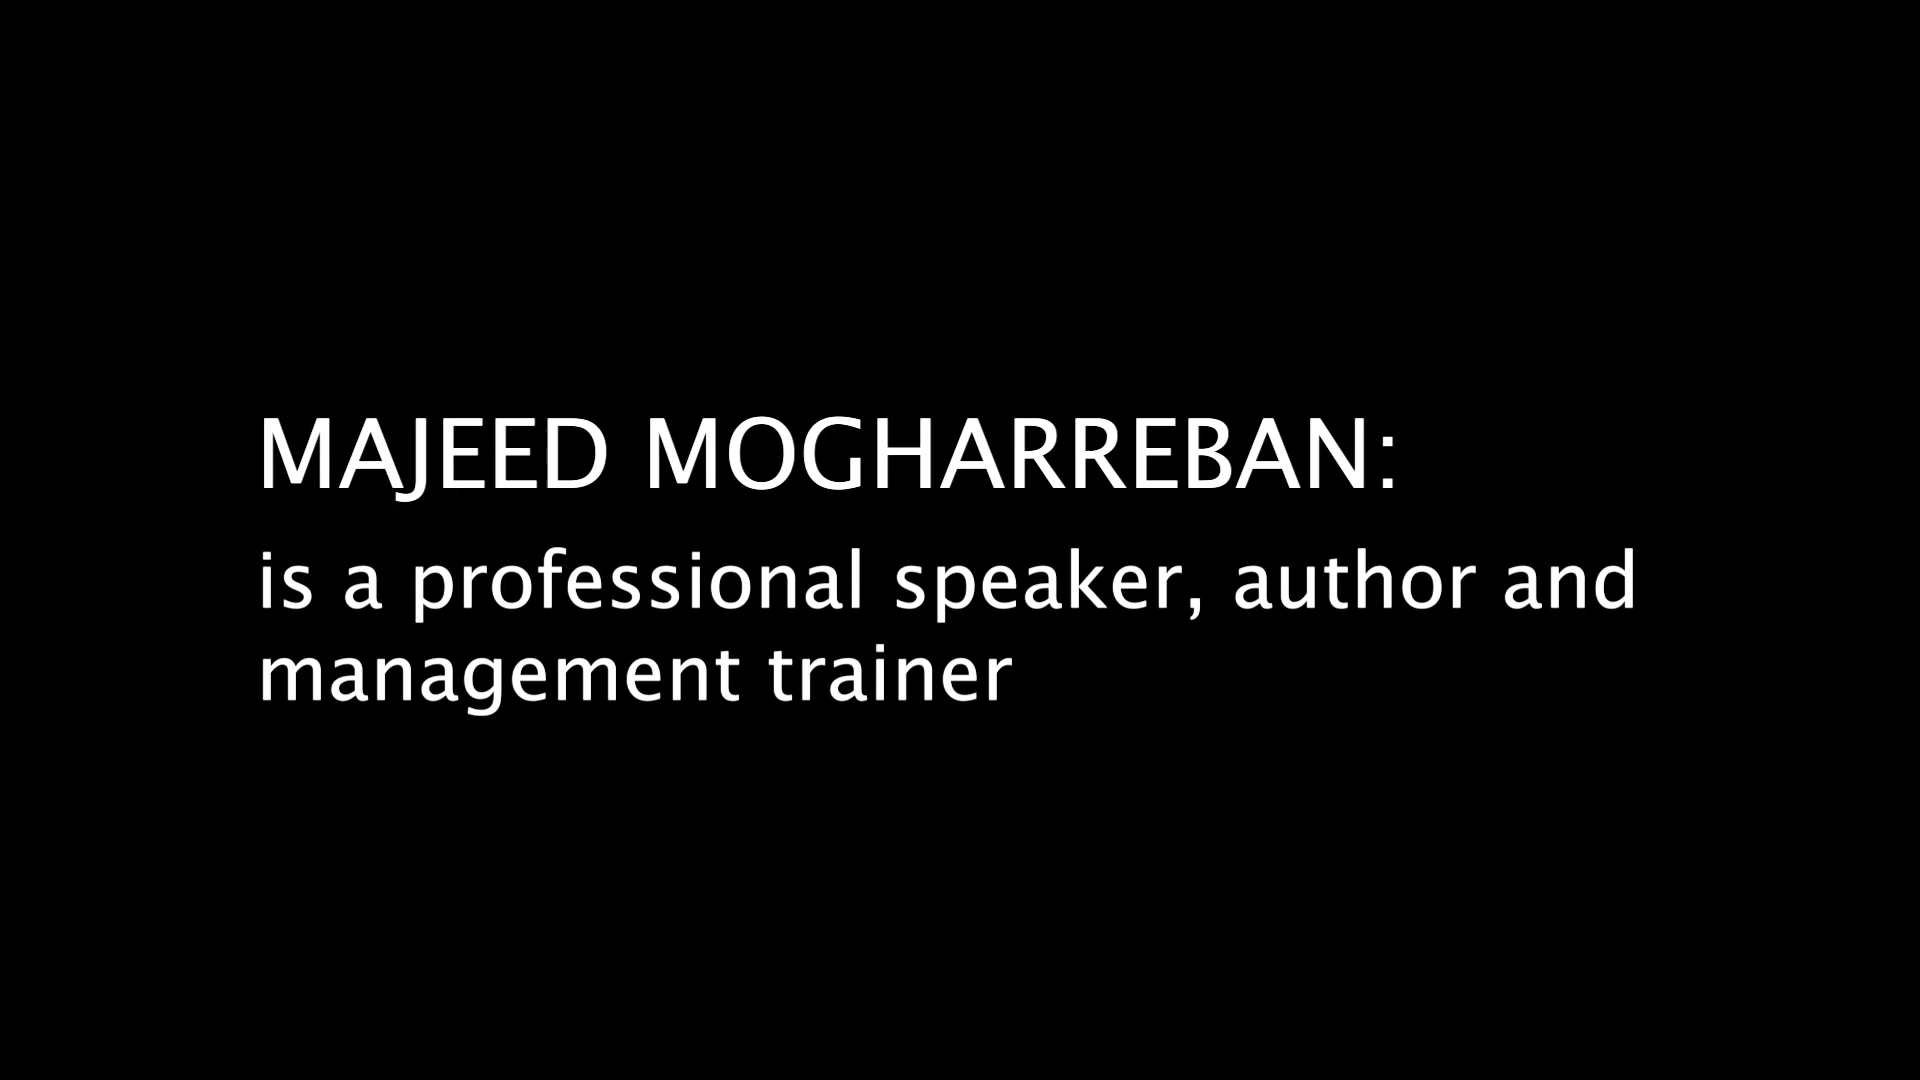 MAJEED MOGHARREBAN:
is a professional speaker, author and
management trainer